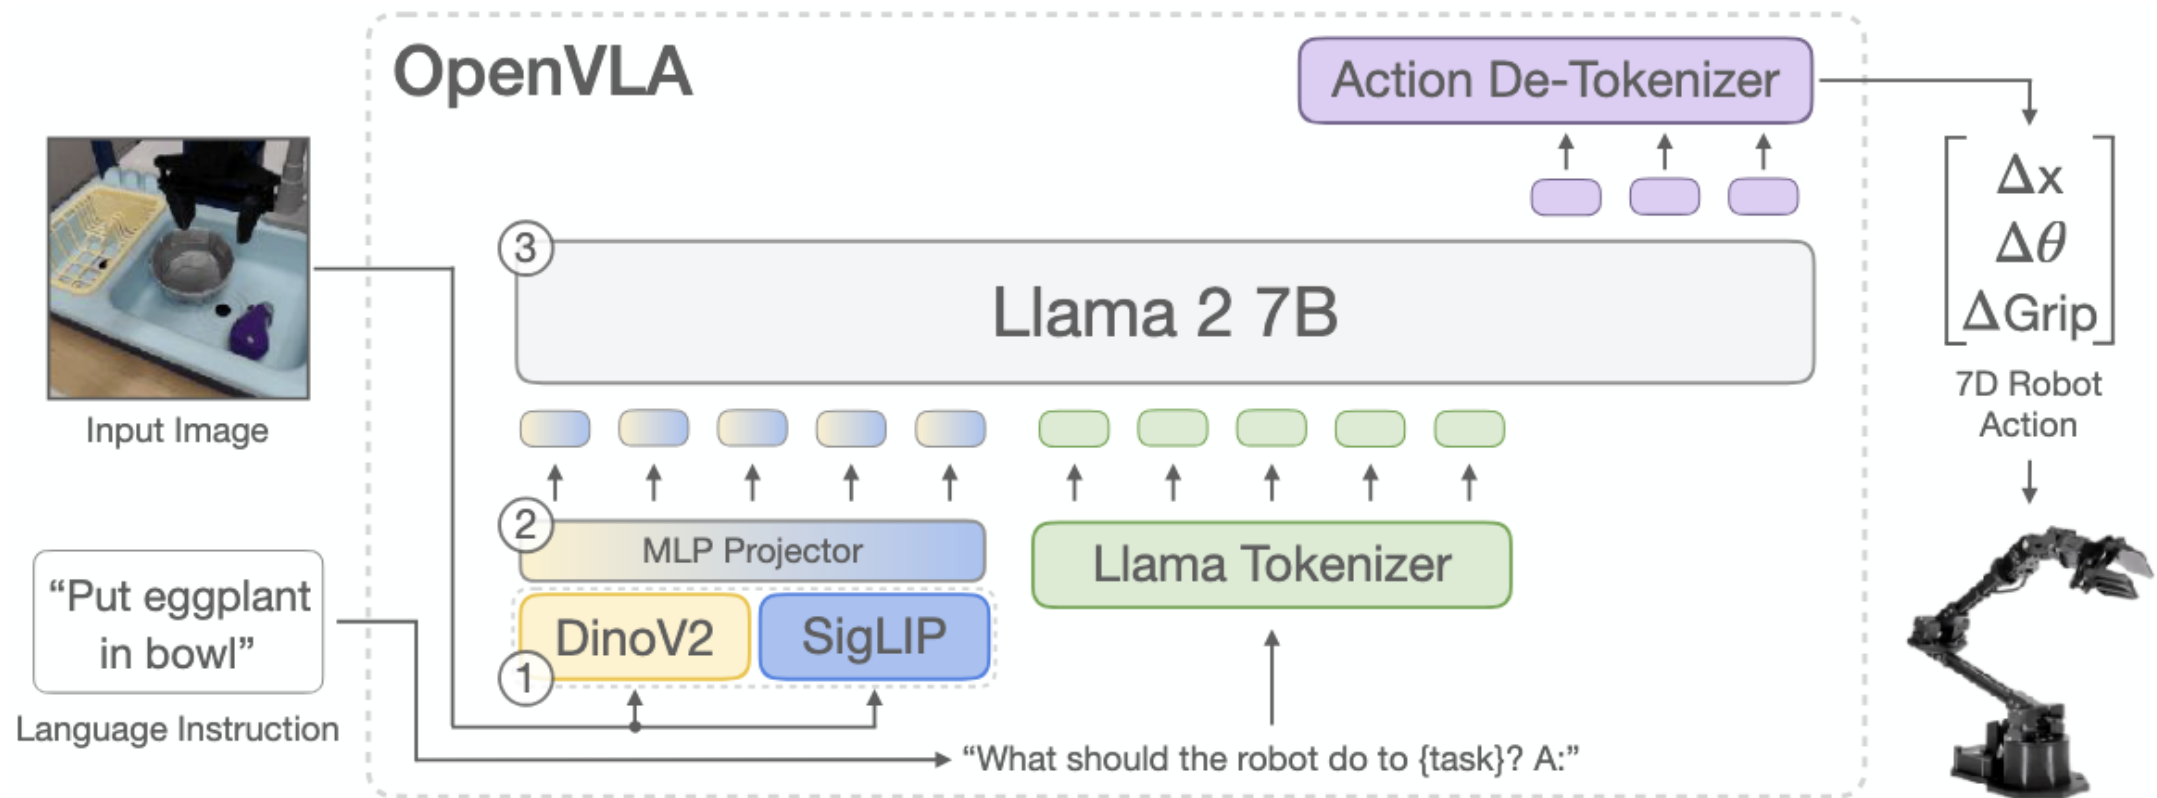 OpenVLA
Action De-Tokenizer
Δx
Δθ
ΔGrip
7D Robot
Action
3
Llama 2 7B
Input Image
2
MLP Projector
Llama Tokenizer
1
DinoV2
SigLIP
“Put eggplant
in bowl”
Language Instruction
“What should the robot do to {task}? A:”